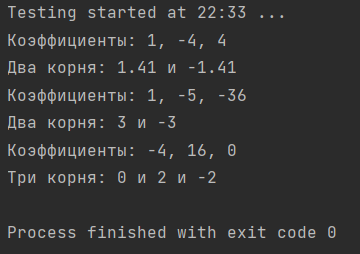 Testing started at 22:33 ...
Коэффициенты: 1, -4, 4
Два корня: 1.41 и -1.41
Коэффициенты: 1, -5, -36
Два корня: 3 и -3
Коэффициенты: -4, 16, 0
Три корня: 0 и 2 и -2
Process finished with exit code 0